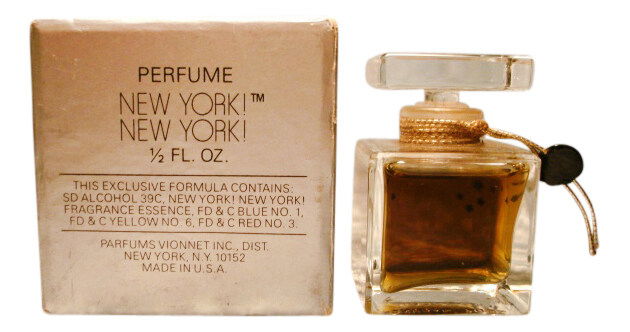 PERFUME
NEW YORK!™
NEW YORK!
½ FL. OZ.
THIS EXCLUSIVE FORMULA CONTAINS:
SD ALCOHOL 39C, NEW YORK! NEW YORK!
FRAGRANCE ESSENCE, FD & C BLUE NO. 1,
FD & C YELLOW NO. 6, FD & C RED NO. 3.
PARFUMS VIONNET INC., DIST.
NEW YORK, N.Y. 10152
MADE IN U.S.A.